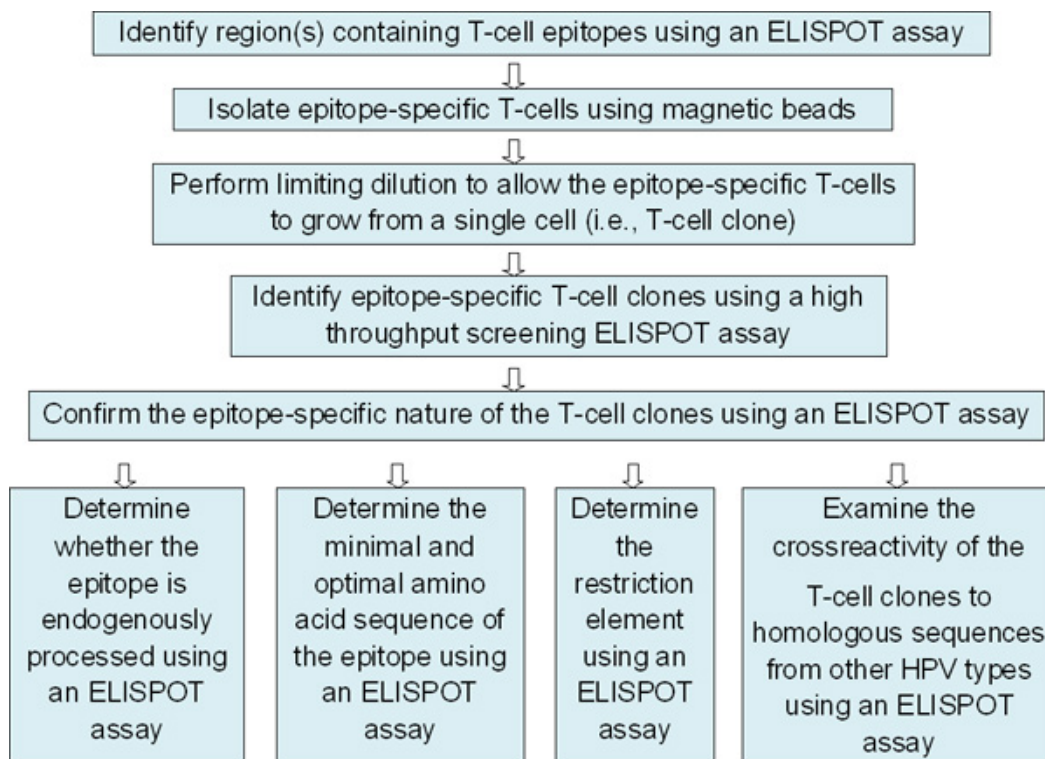 Identify region(s) containing T-cell epitopes using an ELISPOT assay
Isolate epitope-specific T-cells using magnetic beads
Perform limiting dilution to allow the epitope-specific T-cells
to grow from a single cell (i.e., T-cell clone)
Identify epitope-specific T-cell clones using a high
throughput screening ELISPOT assay
Confirm the epitope-specific nature of the T-cell clones using an ELISPOT assay
Determine
whether the
epitope is
endogenously
processed using
an ELISPOT
assay
Determine the
minimal and
optimal amino
acid sequence of
the epitope using
an ELISPOT
assay
Determine
the
restriction
element
using an
ELISPOT
assay
Examine the
crossreactivity of the
T-cell clones to
homologous sequences
from other HPV types
using an ELISPOT
assay